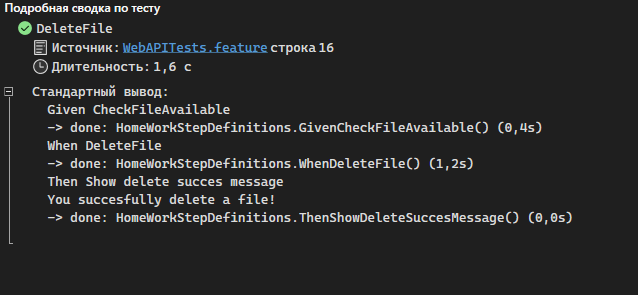 Подробная сводка по тесту
DeleteFile
Источник: WebAPITests.feature строка 16
Длительность: 1,6 с
Стандартный вывод:
Given CheckFileAvailable
-> done: HomeWorkStepDefinitions.GivenCheckFileAvailable() (0,4s)
When DeleteFile
-> done: HomeWorkStepDefinitions.WhenDeleteFile() (1,2s)
Then Show delete succes message
You succesfully delete a file!
-> done: HomeWorkStepDefinitions.ThenShowDeleteSuccesMessage() (0,0s)